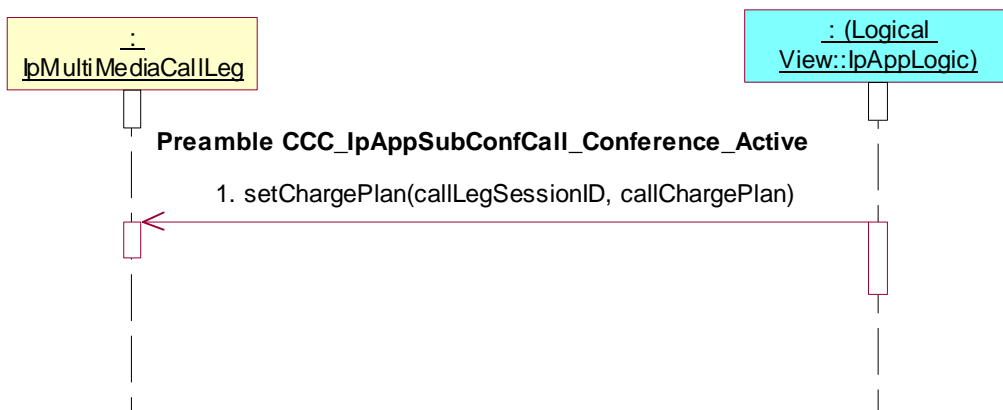 :
IpMultiMediaCallLeg
: (Logical
View::IpAppLogic)
Preamble CCC_IpAppSubConfCall_Conference_Active
1. setChargePlan(callLegSessionID, callChargePlan)